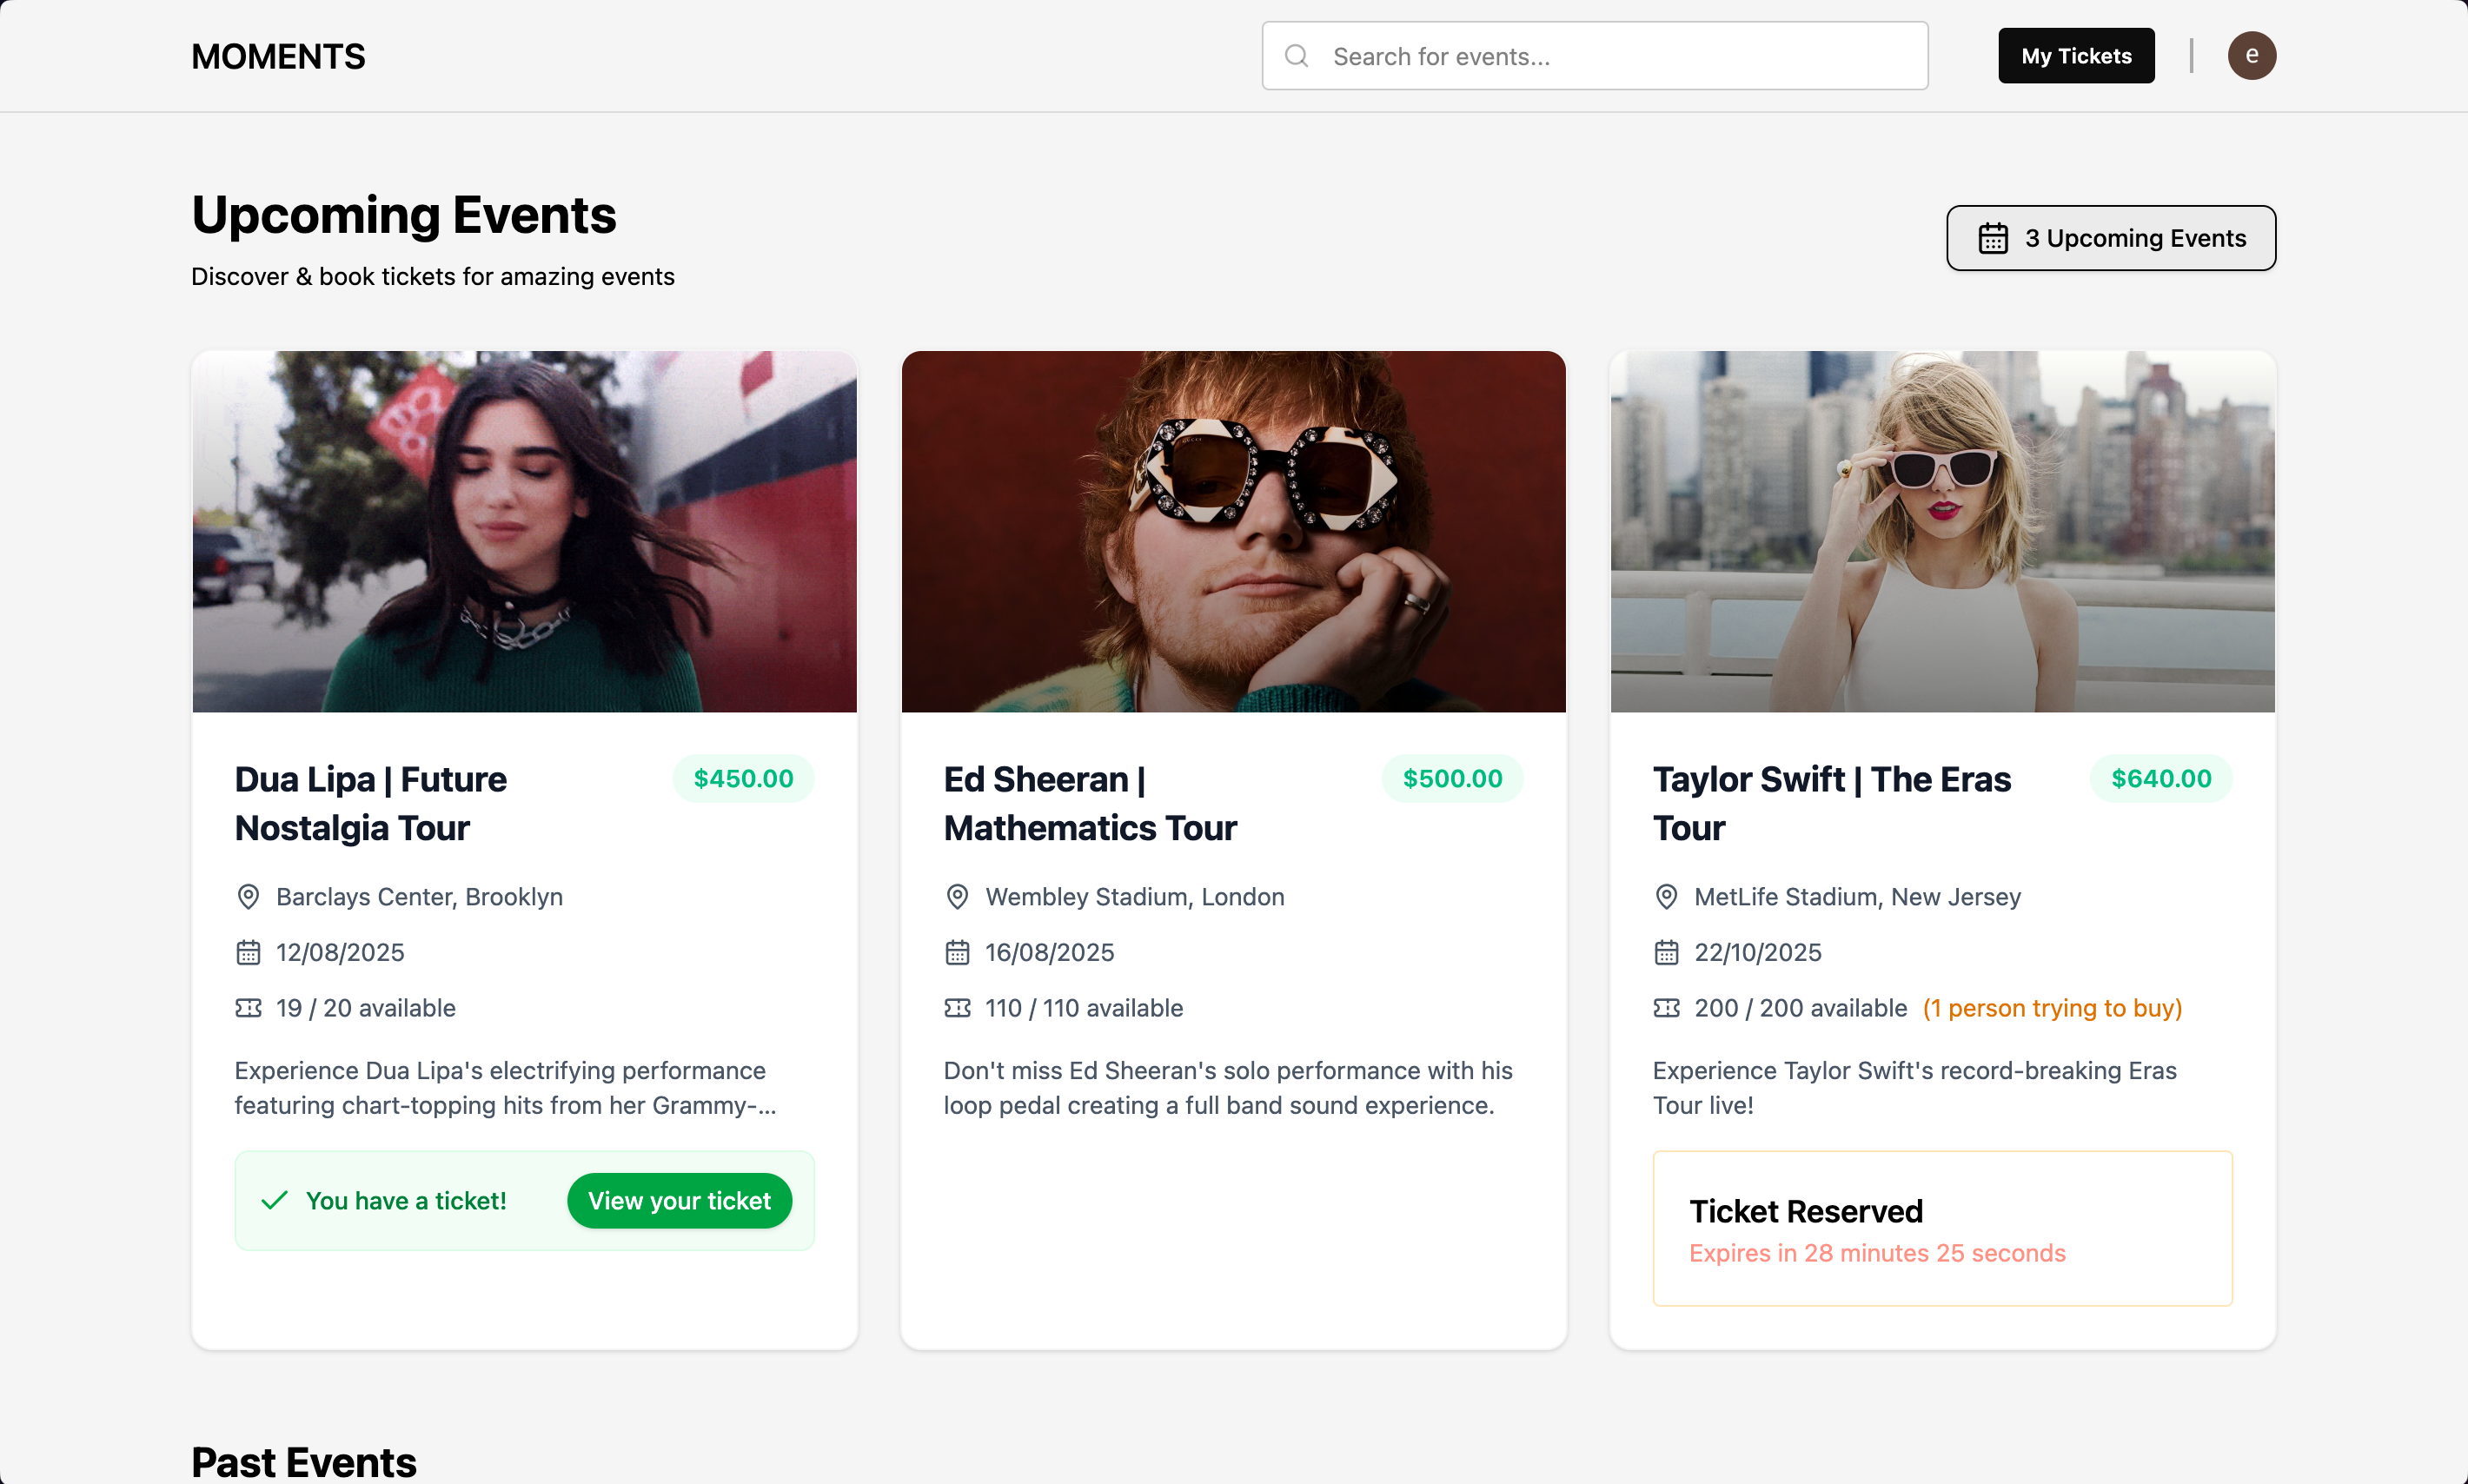 MOMENTS
Search for events...
My Tickets
e
Upcoming Events
Discover & book tickets for amazing events
3 Upcoming Events
Dua Lipa | Future
Nostalgia Tour
$450.00
Barclays Center, Brooklyn
12/08/2025
19 / 20 available
Experience Dua Lipa's electrifying performance
featuring chart-topping hits from her Grammy-...
You have a ticket!
View your ticket
Ed Sheeran |
Mathematics Tour
$500.00
Wembley Stadium, London
16/08/2025
110 / 110 available
Don't miss Ed Sheeran's solo performance with his
loop pedal creating a full band sound experience.
Taylor Swift | The Eras
Tour
$640.00
MetLife Stadium, New Jersey
22/10/2025
200 / 200 available (1 person trying to buy)
Experience Taylor Swift's record-breaking Eras
Tour live!
Ticket Reserved
Expires in 28 minutes 25 seconds
Past Events